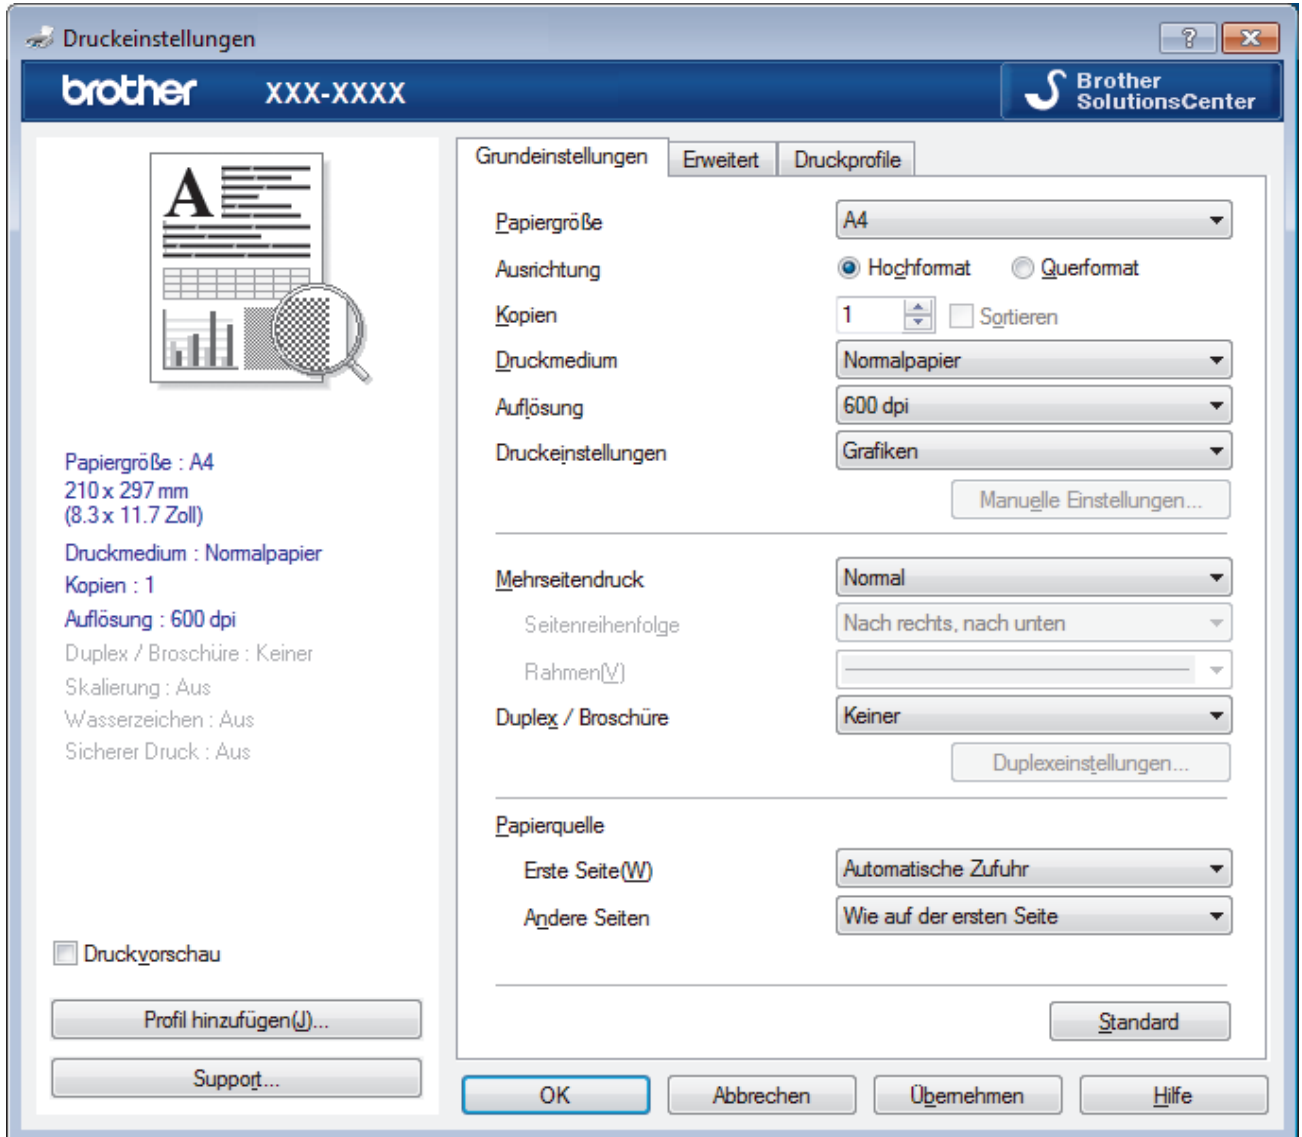 Druckeinstellungen
brother XXX-XXXX
Brother
SolutionsCenter
A
Papiergröße : A4
210 x 297 mm
(8.3 x 11.7 Zoll)
Druckmedium : Normalpapier
Kopien : 1
Auflösung : 600 dpi
Duplex / Broschüre : Keiner
Skalierung : Aus
Wasserzeichen : Aus
Sicherer Druck : Aus
Druckvorschau
Profil hinzufügen(J)...
Support...
Grundeinstellungen Erweitert Druckprofile
Papiergröße A4
Ausrichtung Hochformat Querformat
Kopien 1 Sortieren
Druckmedium Normalpapier
Auflösung 600 dpi
Druckeinstellungen Grafiken
Manuelle Einstellungen...
Mehrseitendruck Normal
Seitenreihenfolge Nach rechts, nach unten
Rahmen(V)
Duplex / Broschüre Keiner
Duplexeinstellungen...
Papierquelle
Erste Seite(W) Automatische Zufuhr
Andere Seiten Wie auf der ersten Seite
Standard
OK Abbrechen Übernehmen Hilfe